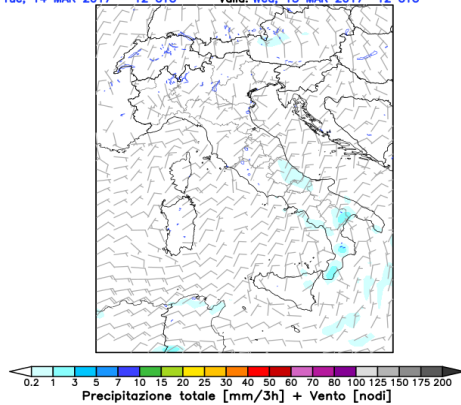 Tue, 14 MAR 2017 12 UTC Valid: Wed, 15 MAR 2017 12 UTC
0.2 1 3 5 7 10 15 20 25 30 40 50 60 70 80 100 125 150 175 200
Precipitazione totale [mm/3h] + Vento [nodi]